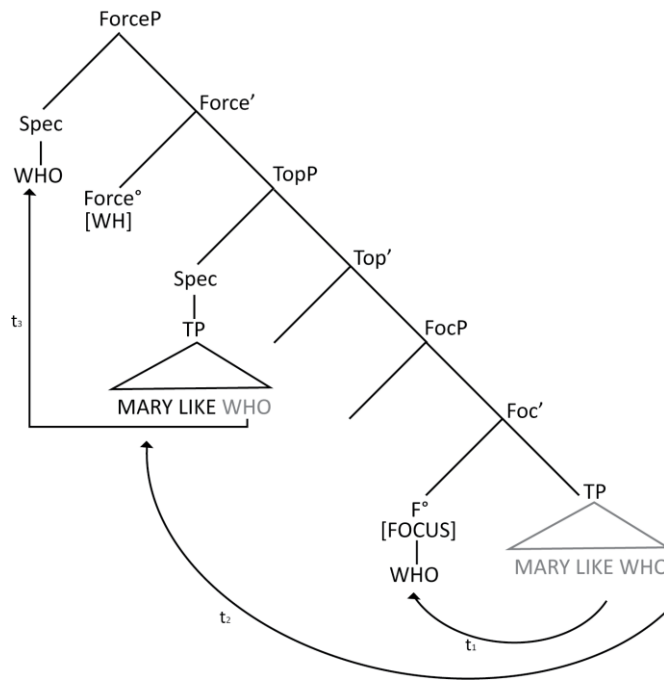 ForceP
Spec
Force’
WHO
Force°
[WH]
TopP
Spec
Top’
t₃
TP
FocP
MARY LIKE WHO
Foc’
F°
[FOCUS]
TP
WHO
MARY LIKE WHO
t₂
t₁